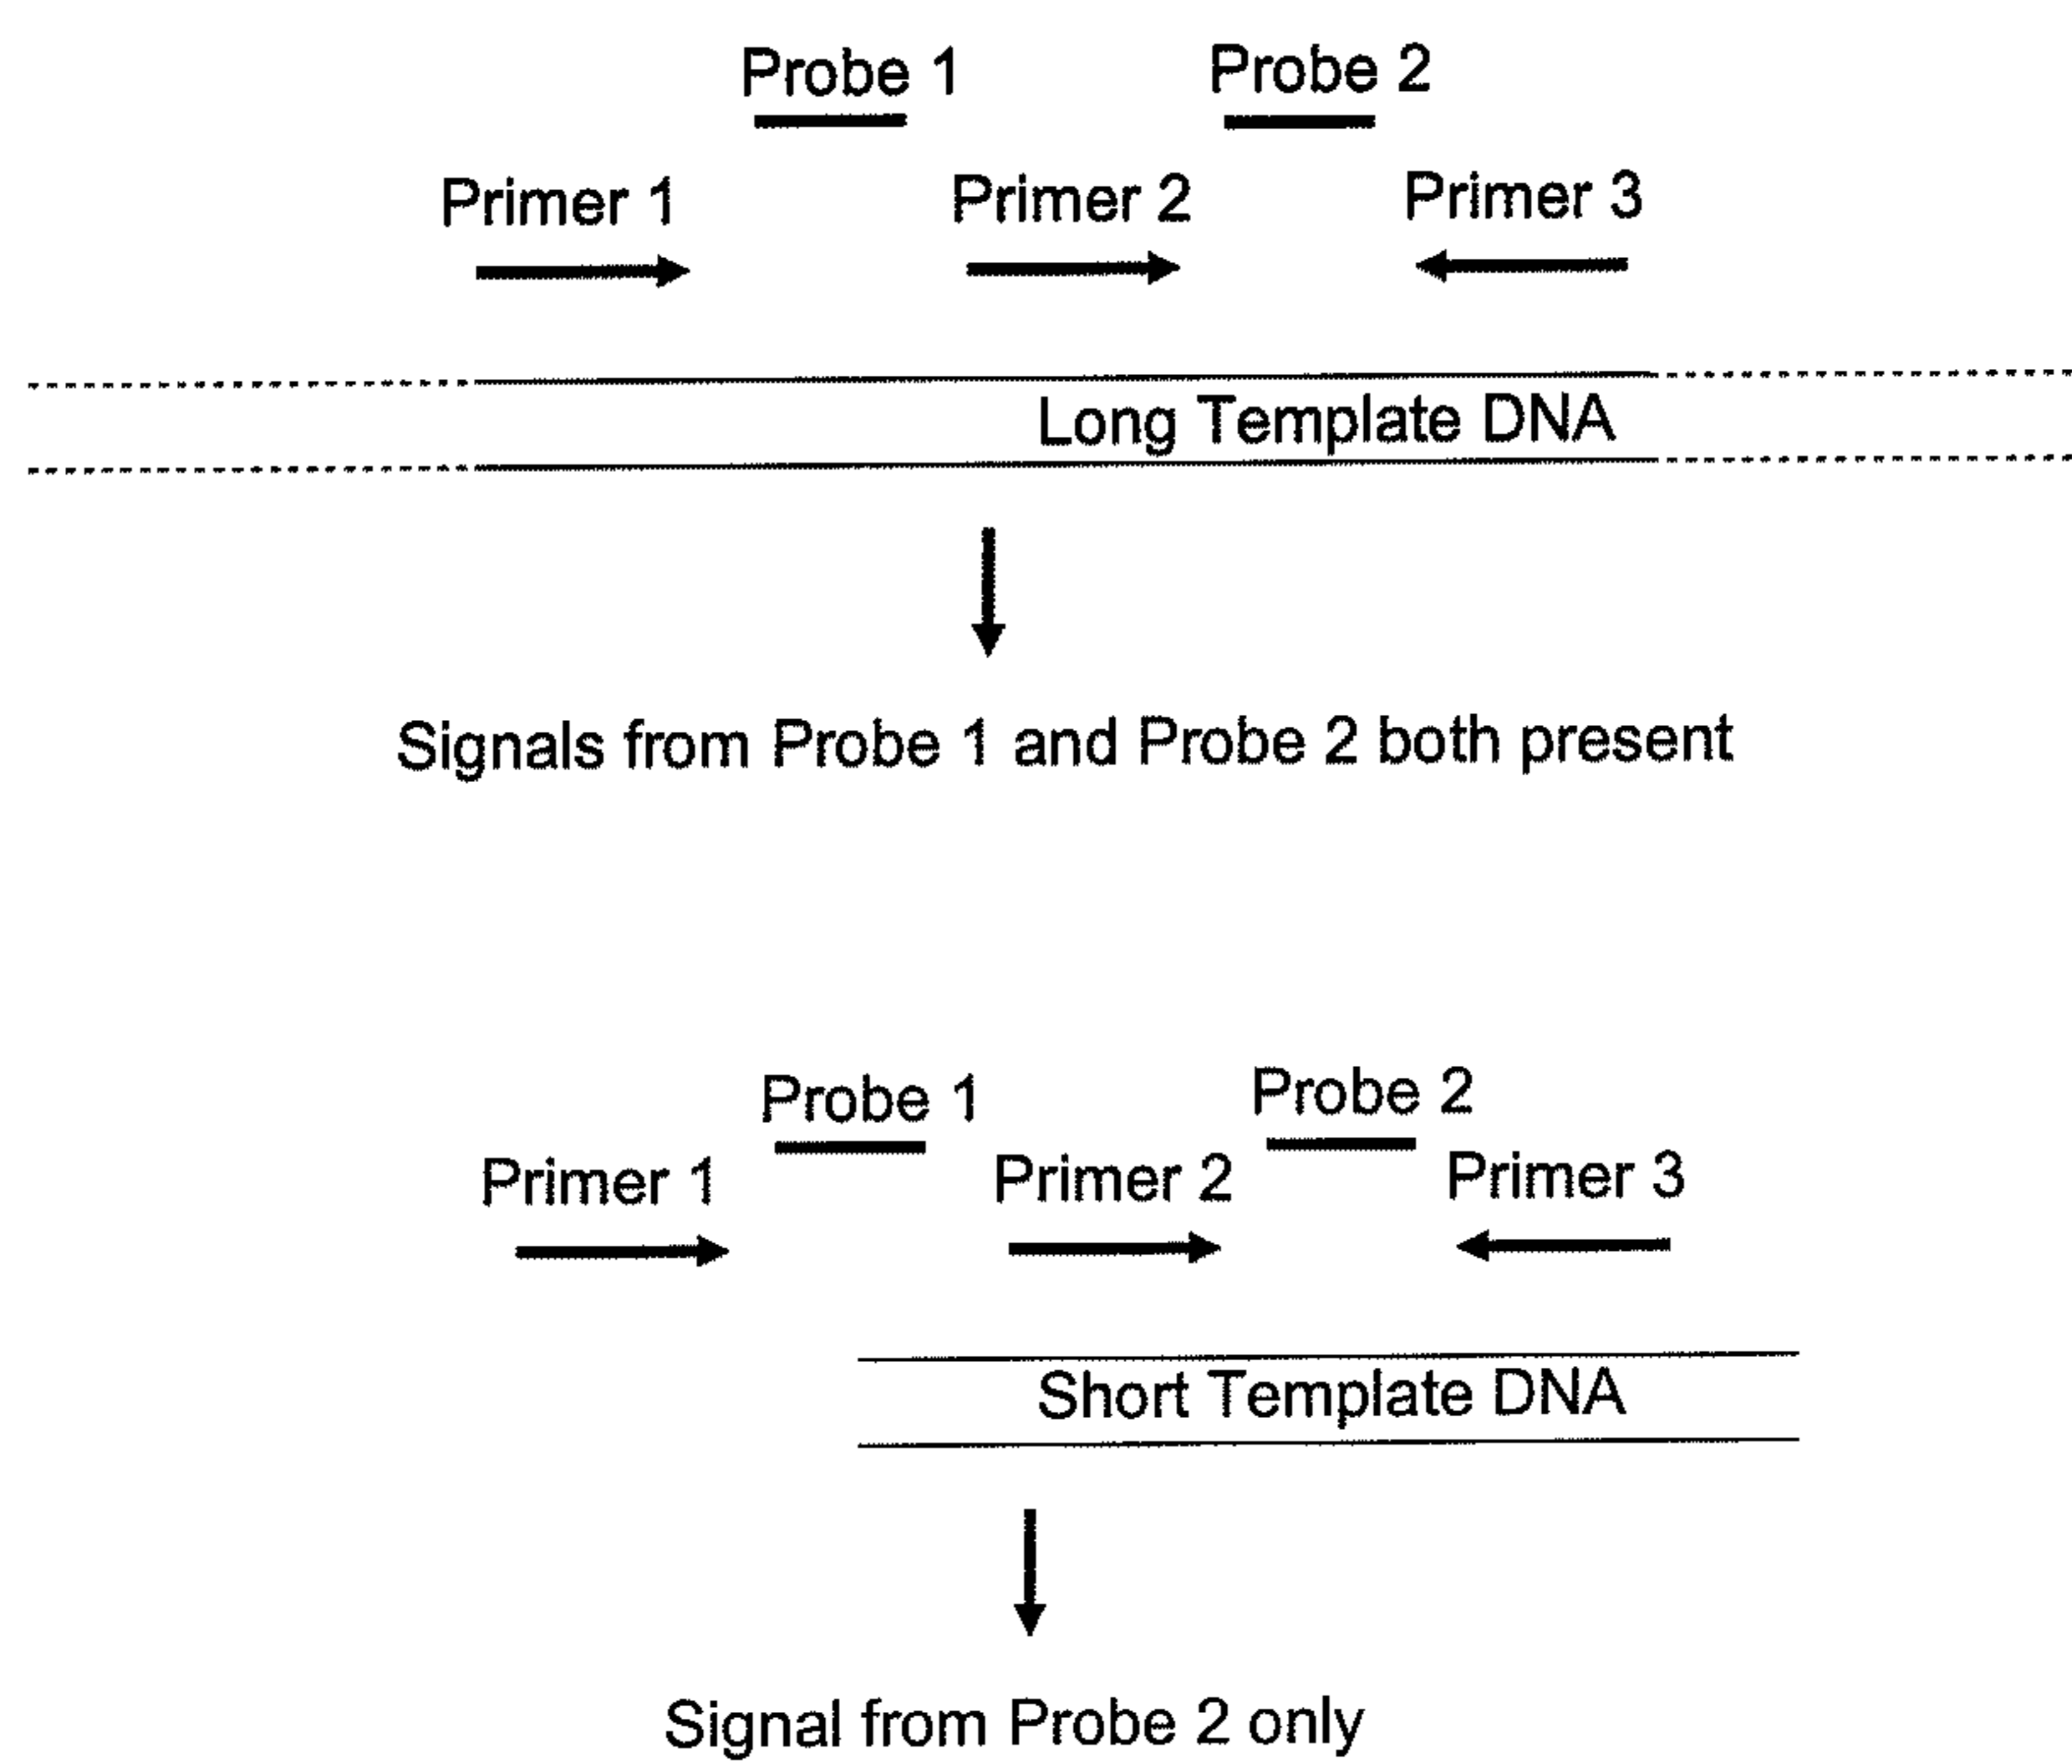 Probe 1 Probe 2
Primer 1 Primer 2 Primer 3
Long Template DNA
Signals from Probe 1 and Probe 2 both present
Probe 1 Probe 2
Primer 1 Primer 2 Primer 3
Short Template DNA
Signal from Probe 2 only